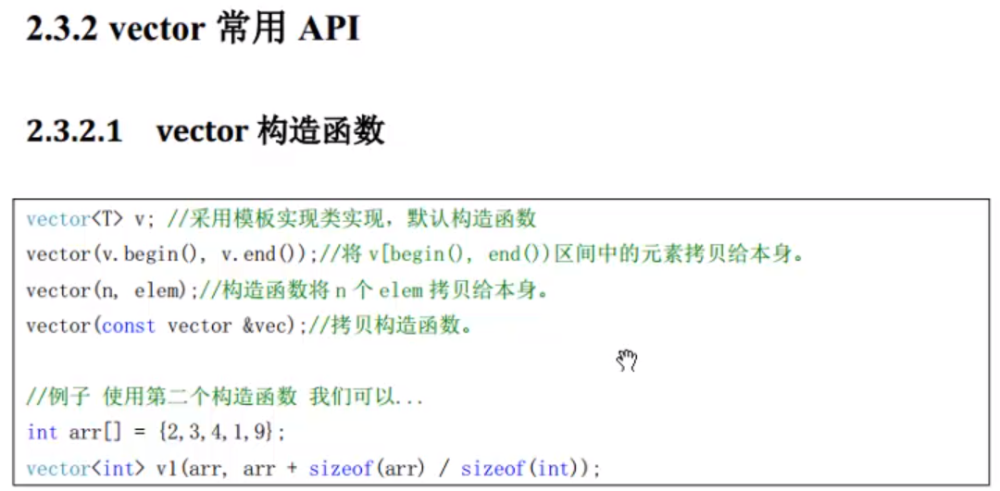 2.3.2 vector 常用 API
2.3.2.1 vector 构造函数
vector<T> v; //采用模板实现类实现，默认构造函数
vector(v.begin(), v.end());//将 v[begin(), end())区间中的元素拷贝给本身。
vector(n, elem);//构造函数将 n 个 elem 拷贝给本身。
vector(const vector &vec);//拷贝构造函数。
//例子 使用第二个构造函数 我们可以...
int arr[] = {2,3,4,1,9};
vector<int> v1(arr, arr + sizeof(arr) / sizeof(int));